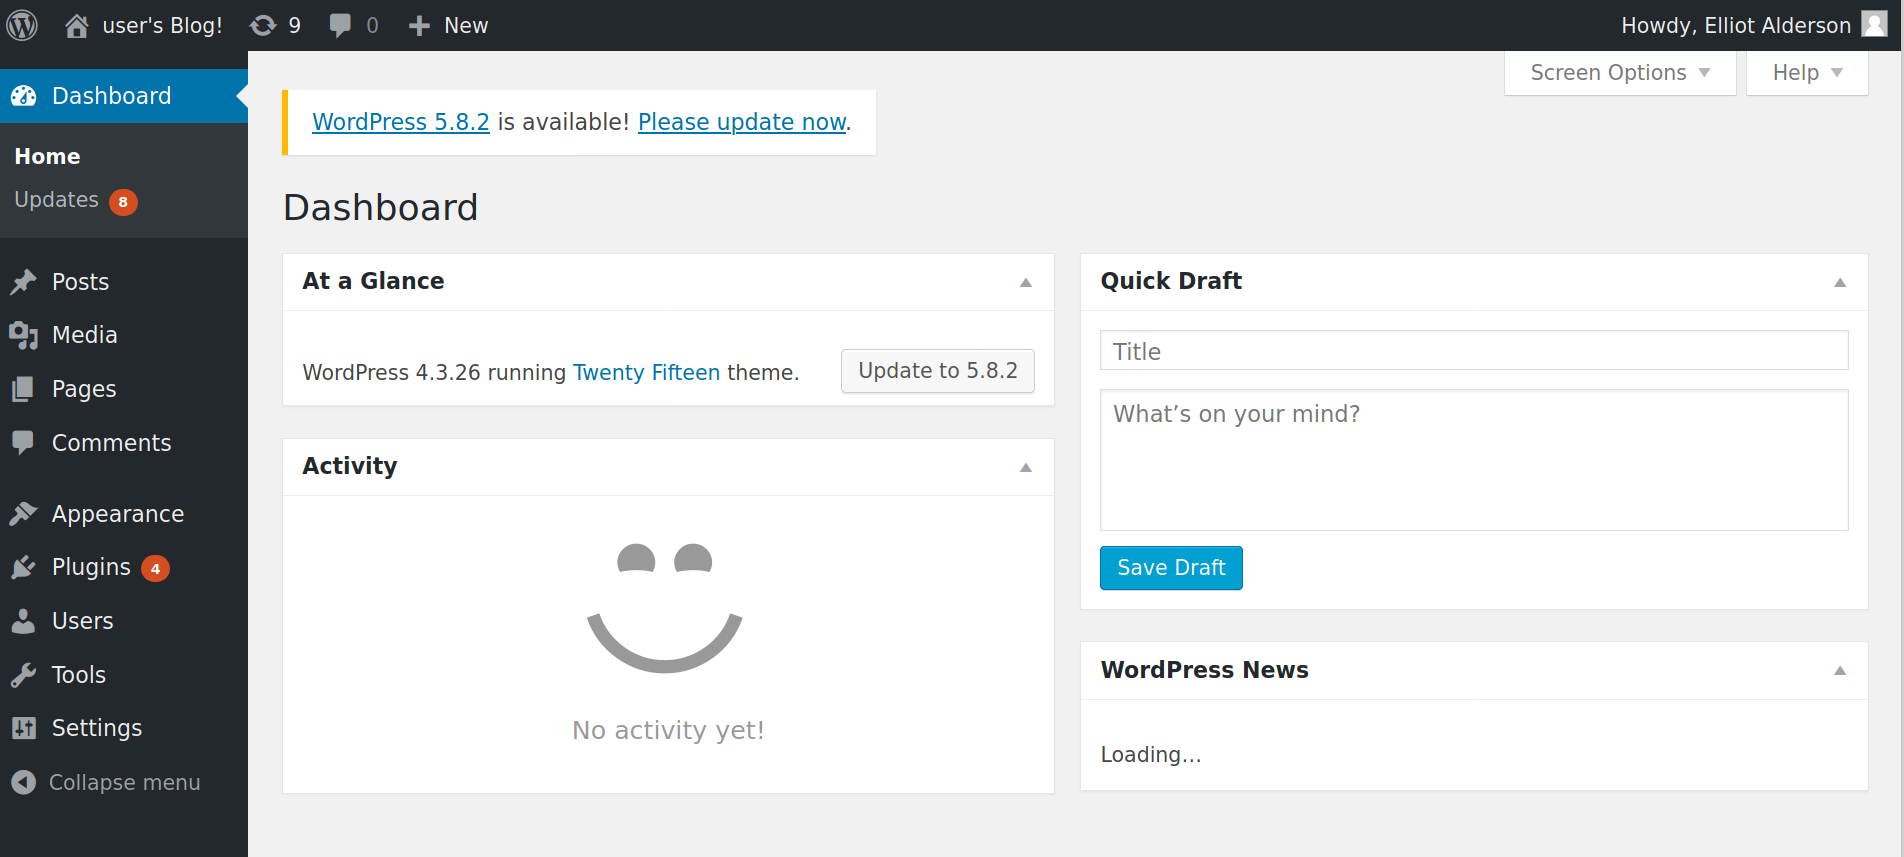 user's Blog! 9 0 New Howdy, Elliot Alderson
Screen Options Help
Dashboard
Home
Updates 8
Posts
Media
Pages
Comments
Appearance
Plugins 4
Users
Tools
Settings
Collapse menu
WordPress 5.8.2 is available! Please update now.
Dashboard
At a Glance
WordPress 4.3.26 running Twenty Fifteen theme. Update to 5.8.2
Activity
No activity yet!
Quick Draft
Title
What’s on your mind?
Save Draft
WordPress News
Loading...